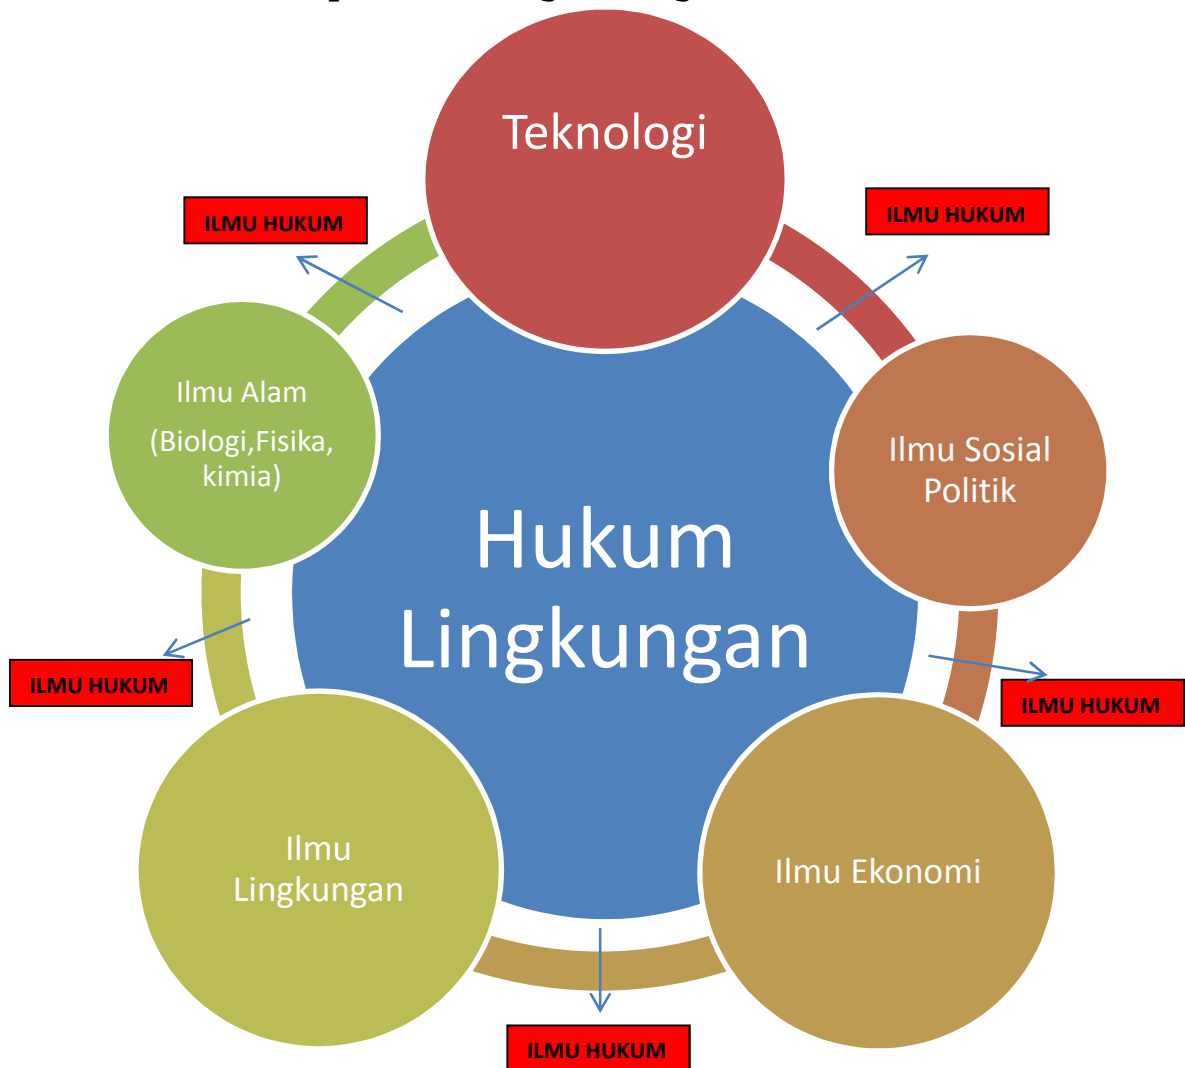 Teknologi
ILMU HUKUM
ILMU HUKUM
Ilmu Alam
(Biologi,Fisika,
kimia)
Ilmu Sosial
Politik
Hukum
Lingkungan
ILMU HUKUM
ILMU HUKUM
Ilmu
Lingkungan
Ilmu Ekonomi
ILMU HUKUM